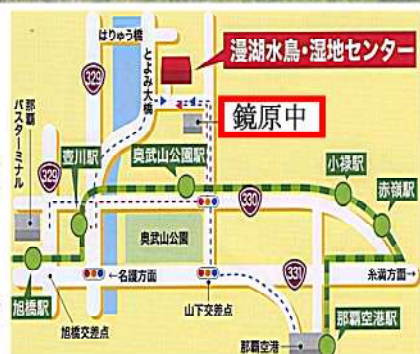 はりゅう橋
とよみ大橋
漫湖水鳥・湿地センター
329
鏡原中
那覇バスターミナル
329
壺川駅
奥武山公園駅
小禄駅
赤嶺駅
330
奥武山公園
←名護方面
331
糸満方面→
旭橋駅
旭橋交差点
山下交差点
那覇空港
那覇空港駅